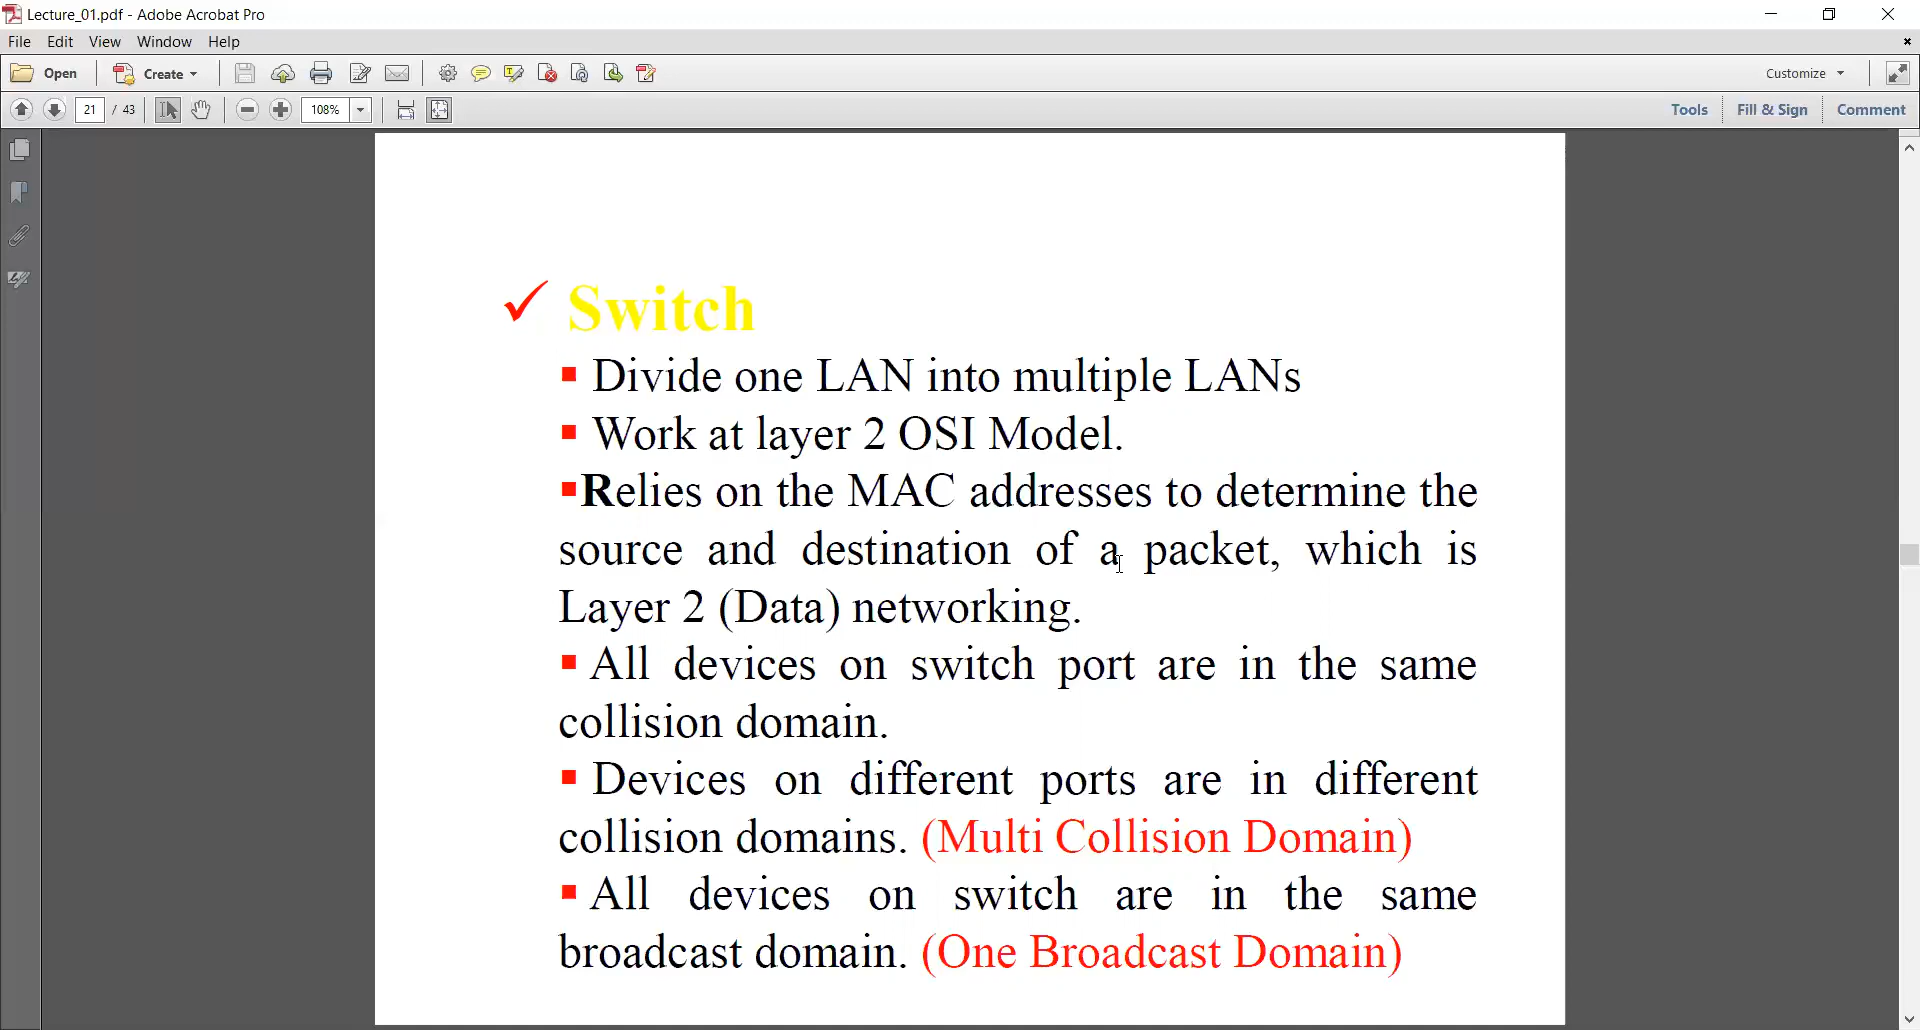 Lecture_01.pdf - Adobe Acrobat Pro
File Edit View Window Help
Open Create Customize
21 / 43 108% Tools Fill & Sign Comment
✓ Switch
▪ Divide one LAN into multiple LANs
▪ Work at layer 2 OSI Model.
▪Relies on the MAC addresses to determine the
source and destination of a packet, which is
Layer 2 (Data) networking.
▪ All devices on switch port are in the same
collision domain.
▪ Devices on different ports are in different
collision domains. (Multi Collision Domain)
▪ All devices on switch are in the same
broadcast domain. (One Broadcast Domain)